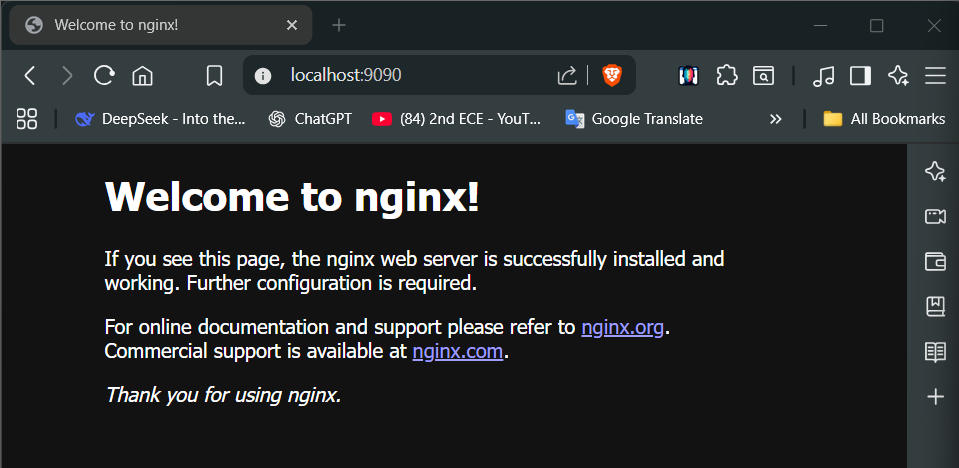 Welcome to nginx!
localhost:9090
DeepSeek - Into the...
ChatGPT
(84) 2nd ECE - YouT...
Google Translate
All Bookmarks
Welcome to nginx!
If you see this page, the nginx web server is successfully installed and
working. Further configuration is required.
For online documentation and support please refer to nginx.org.
Commercial support is available at nginx.com.
Thank you for using nginx.